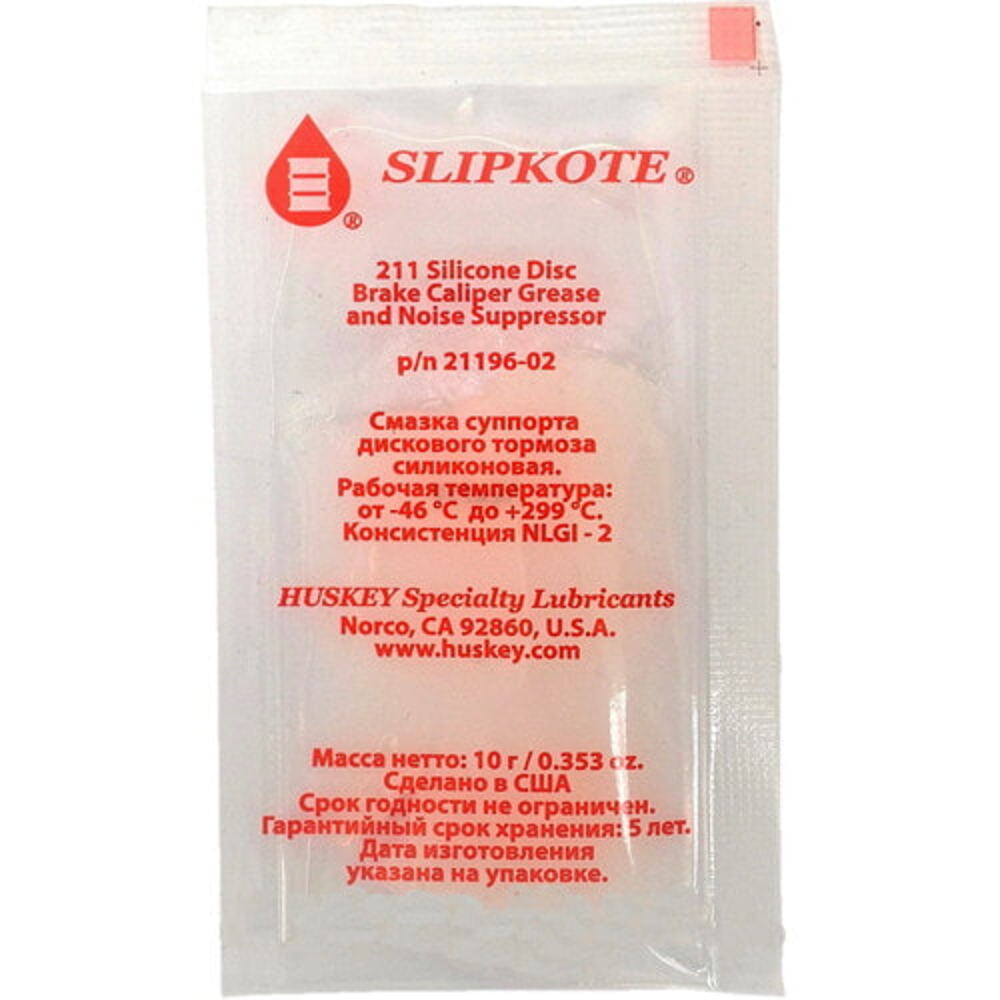 SLIPKOTE ®
®
211 Silicone Disc
Brake Caliper Grease
and Noise Suppressor
p/n 21196-02
Смазка суппорта
дискового тормоза
силиконовая.
Рабочая температура:
от -46 °C до +299 °C.
Консистенция NLGI - 2
HUSKEY Specialty Lubricants
Norco, CA 92860, U.S.A.
www.huskey.com
Масса нетто: 10 г / 0.353 oz.
Сделано в США
Срок годности не ограничен.
Гарантийный срок хранения: 5 лет.
Дата изготовления
указана на упаковке.